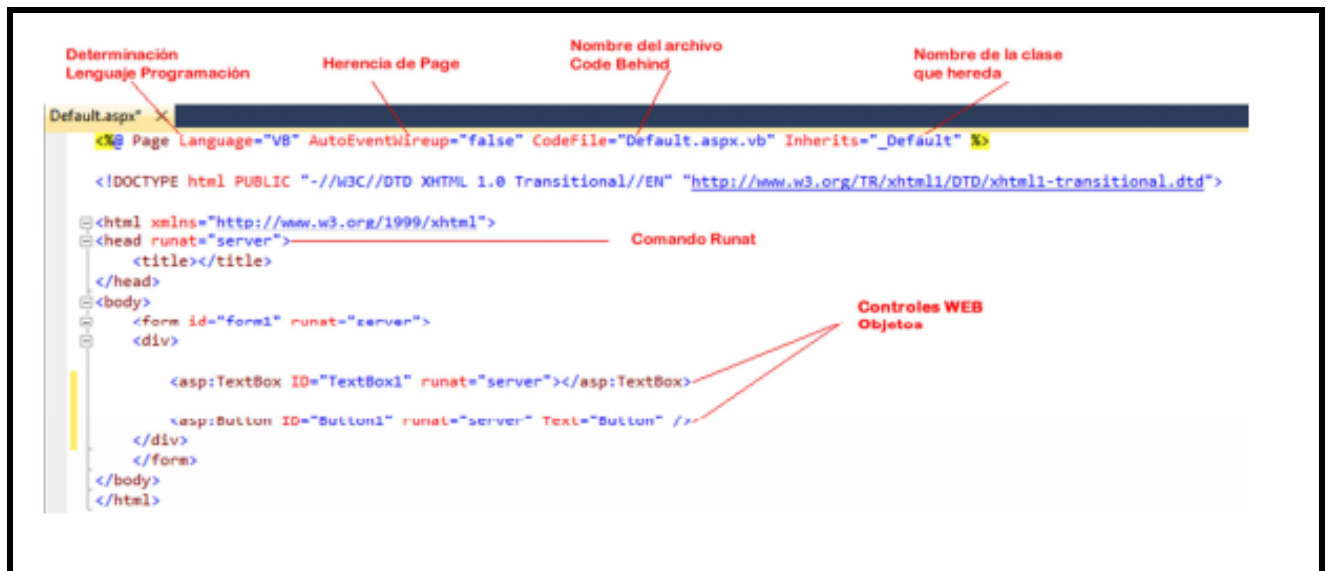 Determinación
Lenguaje Programación
Herencia de Page
Nombre del archivo
Code Behind
Nombre de la clase
que hereda
Default.aspx*
<%@ Page Language="VB" AutoEventWireup="false" CodeFile="Default.aspx.vb" Inherits="_Default" %>
<!DOCTYPE html PUBLIC "-//W3C//DTD XHTML 1.0 Transitional//EN" "http://www.w3.org/TR/xhtml1/DTD/xhtml1-transitional.dtd">
<html xmlns="http://www.w3.org/1999/xhtml">
<head runat="server">
Comando Runat
<title></title>
</head>
<body>
Controles WEB
Objetos
<form id="form1" runat="server">
<div>
<asp:TextBox ID="TextBox1" runat="server"></asp:TextBox>
<asp:Button ID="Button1" runat="server" Text="Button" />
</div>
</form>
</body>
</html>